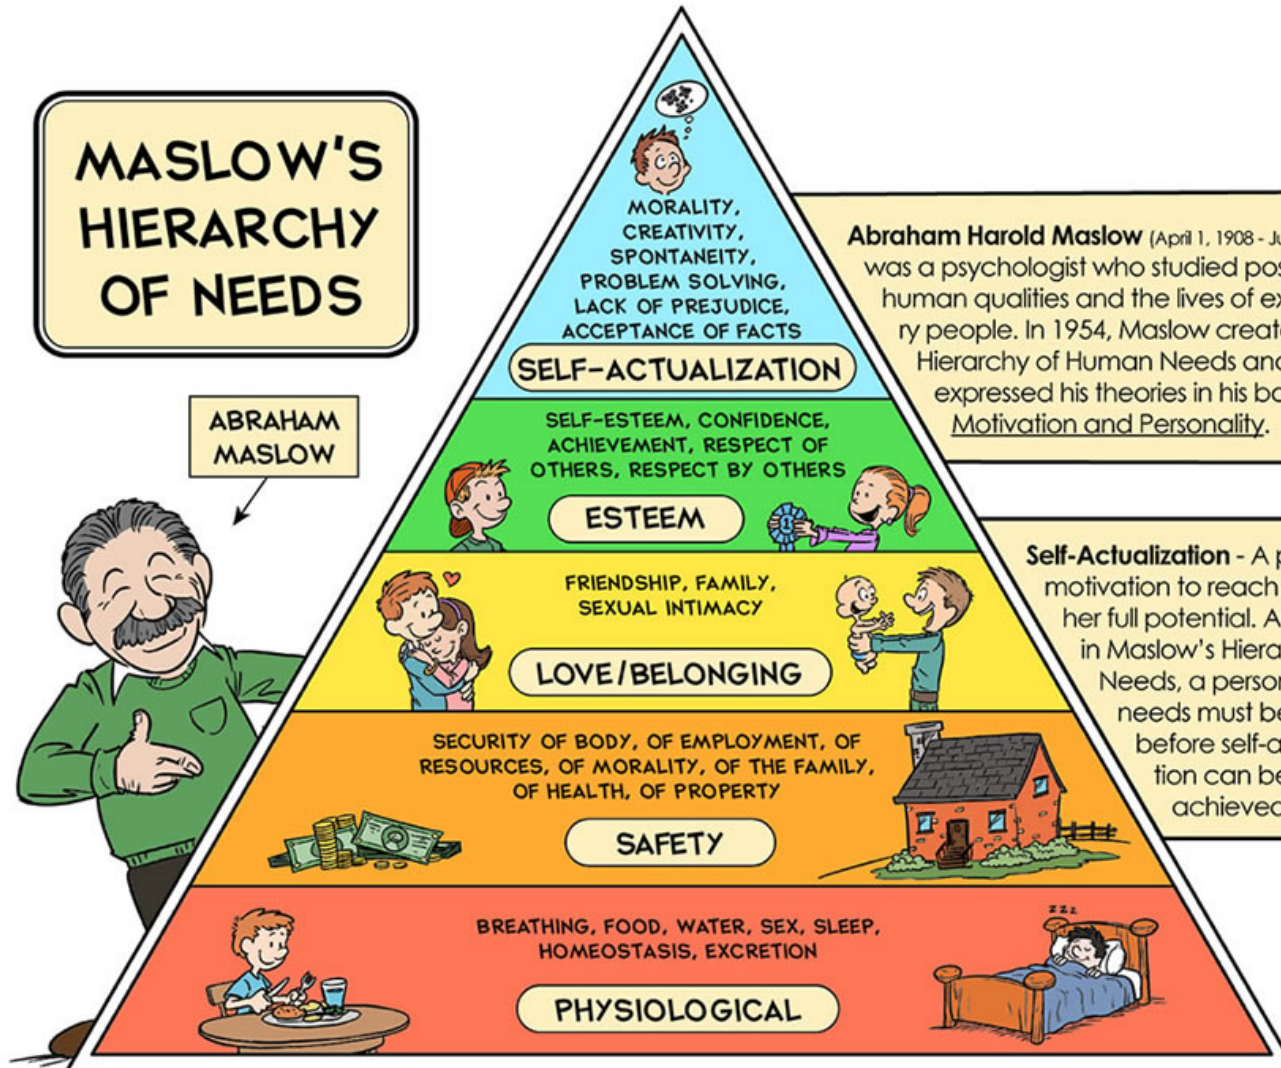 MASLOW'S
HIERARCHY
OF NEEDS
ABRAHAM
MASLOW
MORALITY,
CREATIVITY,
SPONTANEITY,
PROBLEM SOLVING,
LACK OF PREJUDICE,
ACCEPTANCE OF FACTS
SELF-ACTUALIZATION
SELF-ESTEEM, CONFIDENCE,
ACHIEVEMENT, RESPECT OF
OTHERS, RESPECT BY OTHERS
ESTEEM
1
FRIENDSHIP, FAMILY,
SEXUAL INTIMACY
LOVE/BELONGING
SECURITY OF BODY, OF EMPLOYMENT, OF
RESOURCES, OF MORALITY, OF THE FAMILY,
OF HEALTH, OF PROPERTY
SAFETY
BREATHING, FOOD, WATER, SEX, SLEEP,
HOMEOSTASIS, EXCRETION
PHYSIOLOGICAL
zzz
Abraham Harold Maslow (April 1, 1908 -
was a psychologist who studied
human qualities and the lives of
ry people. In 1954, Maslow
Hierarchy of Human Needs
expressed his theories in his
Motivation and Personality.
Self-Actualization - A
motivation to reach
her full potential.
in Maslow's
Needs, a
needs must
before
tion can
achieved